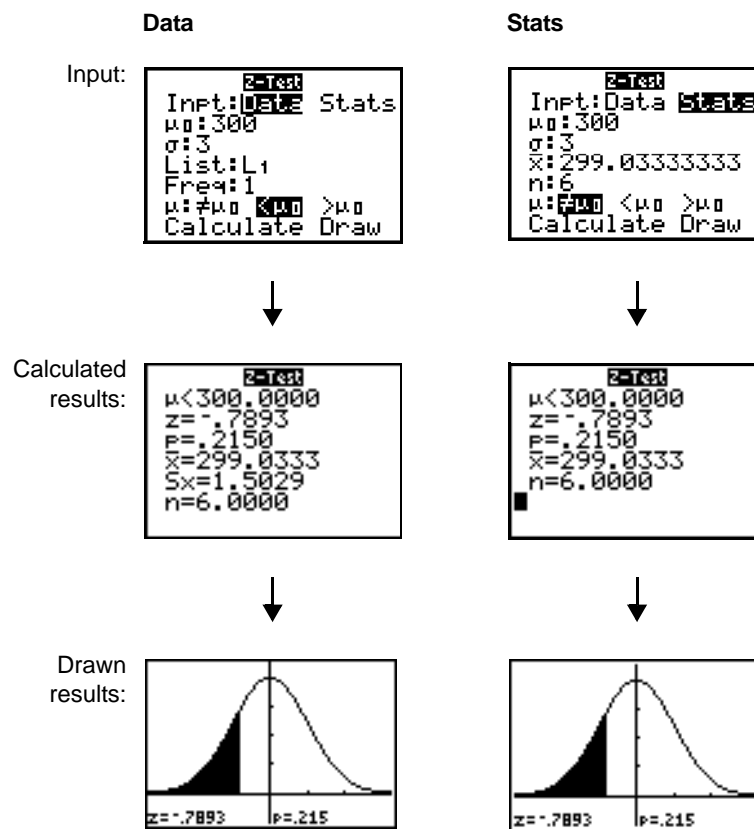 Data
Stats
Input:
Z-Test
Inpt:Data Stats
μ₀:300
σ:3
List:L₁
Freq:1
μ:≠μ₀ <μ₀ >μ₀
Calculate Draw
Z-Test
Inpt:Data Stats
μ₀:300
σ:3
x̄:299.03333333
n:6
μ:≠μ₀ <μ₀ >μ₀
Calculate Draw
Calculated
results:
Z-Test
μ<300.0000
z=-.7893
p=.2150
x̄=299.0333
Sx=1.5029
n=6.0000
Z-Test
μ<300.0000
z=-.7893
p=.2150
x̄=299.0333
n=6.0000
Drawn
results:
z=-.7893 p=.215
z=-.7893 p=.215